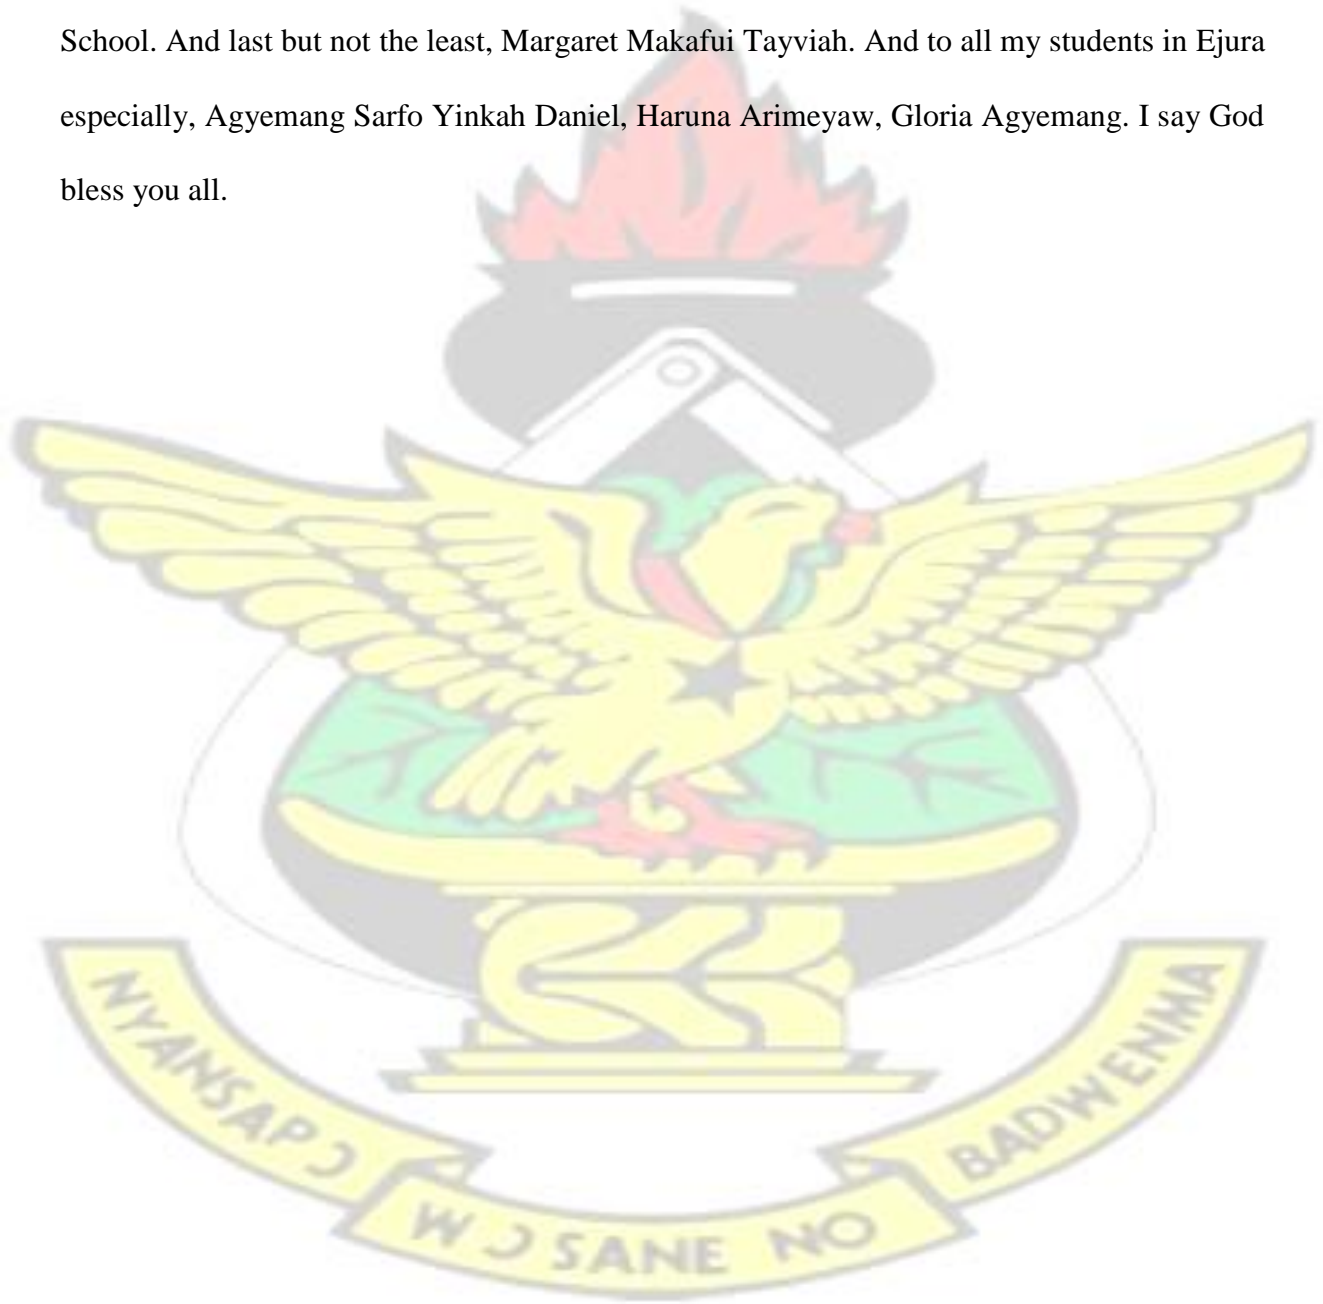 School. And last but not the least, Margaret Makafui Tayviah. And to all my students in Ejura
especially, Agyemang Sarfo Yinkah Daniel, Haruna Arimeyaw, Gloria Agyemang. I say God
bless you all.
NYANSAPƆ
WƆSANE NO
BADWENMA